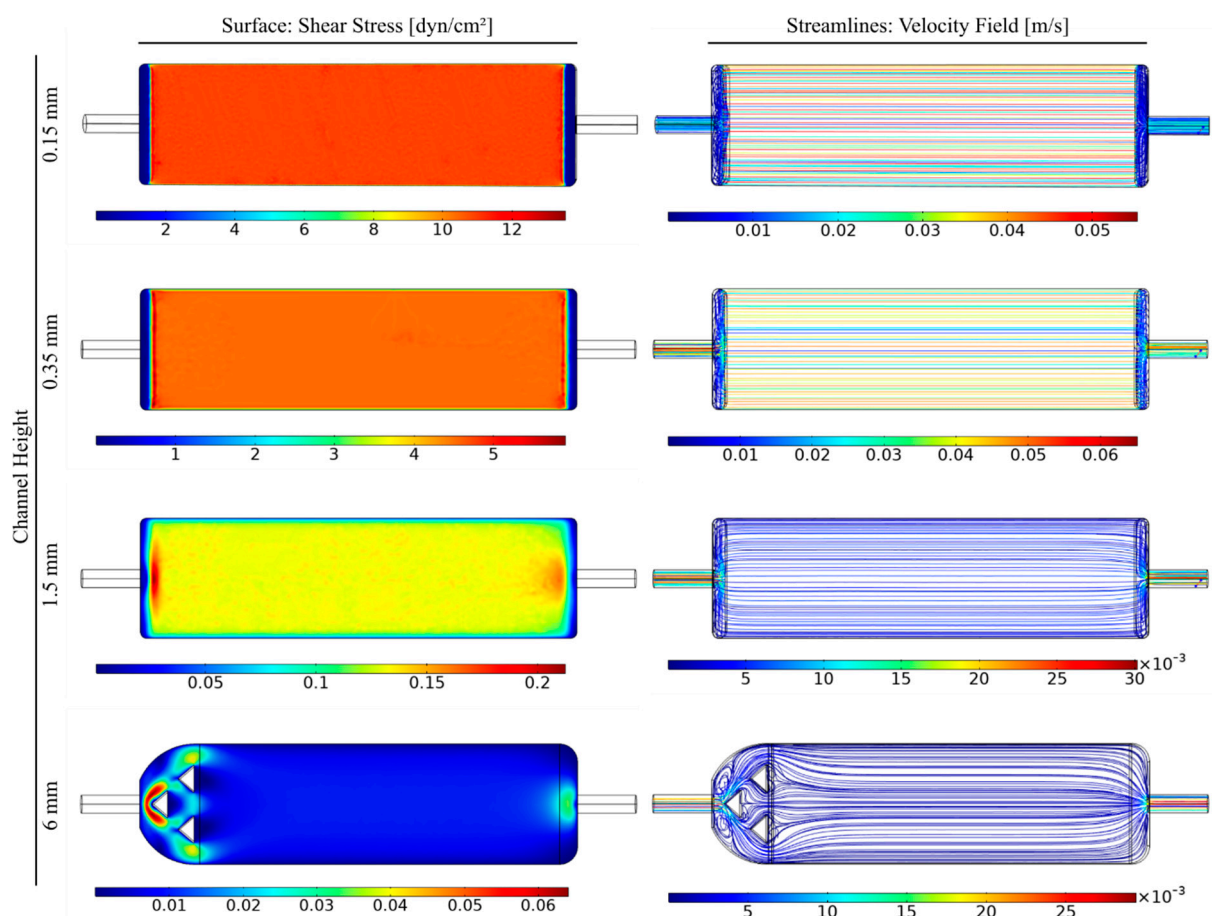 Surface: Shear Stress [dyn/cm²]
Streamlines: Velocity Field [m/s]
Channel Height
0.15 mm
2 4 6 8 10 12
0.01 0.02 0.03 0.04 0.05
0.35 mm
1 2 3 4 5
0.01 0.02 0.03 0.04 0.05 0.06
1.5 mm
0.05 0.1 0.15 0.2
5 10 15 20 25 30 ×10⁻³
6 mm
0.01 0.02 0.03 0.04 0.05 0.06
5 10 15 20 25 ×10⁻³